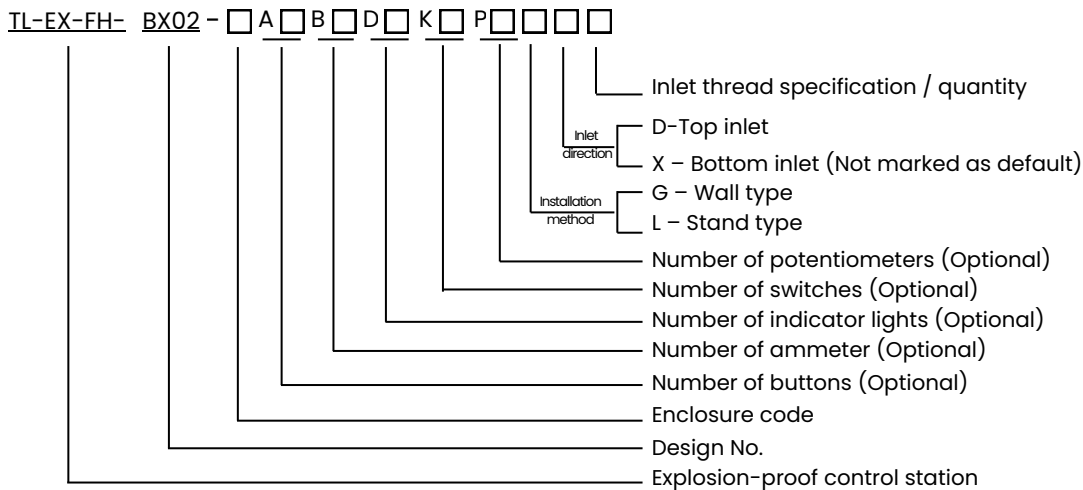 TL-EX-FH- BX02 - A B D K P
Inlet thread specification / quantity
Inlet direction
D-Top inlet
X – Bottom inlet (Not marked as default)
Installation method
G – Wall type
L – Stand type
Number of potentiometers (Optional)
Number of switches (Optional)
Number of indicator lights (Optional)
Number of ammeter (Optional)
Number of buttons (Optional)
Enclosure code
Design No.
Explosion-proof control station